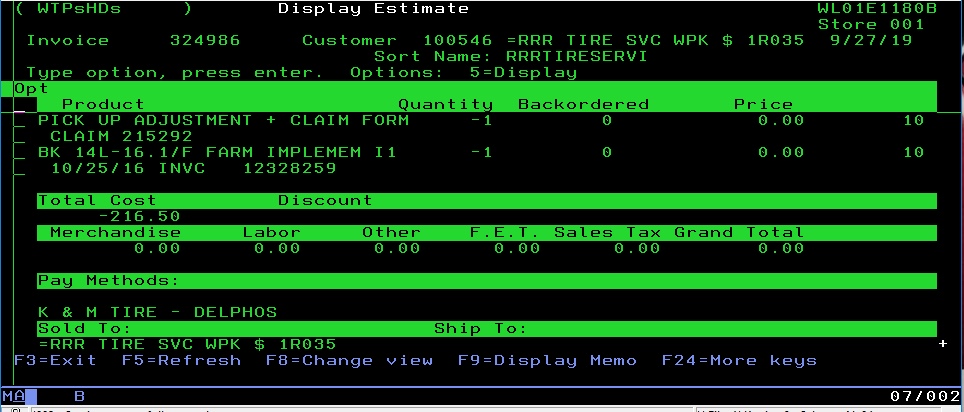 ( WTPsHDs ) Display Estimate WL01E1180B
Store 001
Invoice 324986 Customer 100546 =RRR TIRE SVC WPK $ 1R035 9/27/19
Sort Name: RRRTIRESERVI
Type option, press enter. Options: 5=Display
Opt
Product Quantity Backordered Price
_ PICK UP ADJUSTMENT + CLAIM FORM -1 0 0.00 10
_ CLAIM 215292
_ BK 14L-16.1/F FARM IMPLEMEM I1 -1 0 0.00 10
_ 10/25/16 INVC 12328259
Total Cost Discount
-216.50
Merchandise Labor Other F.E.T. Sales Tax Grand Total
0.00 0.00 0.00 0.00 0.00 0.00
Pay Methods:
K & M TIRE - DELPHOS
Sold To: Ship To:
=RRR TIRE SVC WPK $ 1R035 +
F3=Exit F5=Refresh F8=Change view F9=Display Memo F24=More keys
MA B 07/002